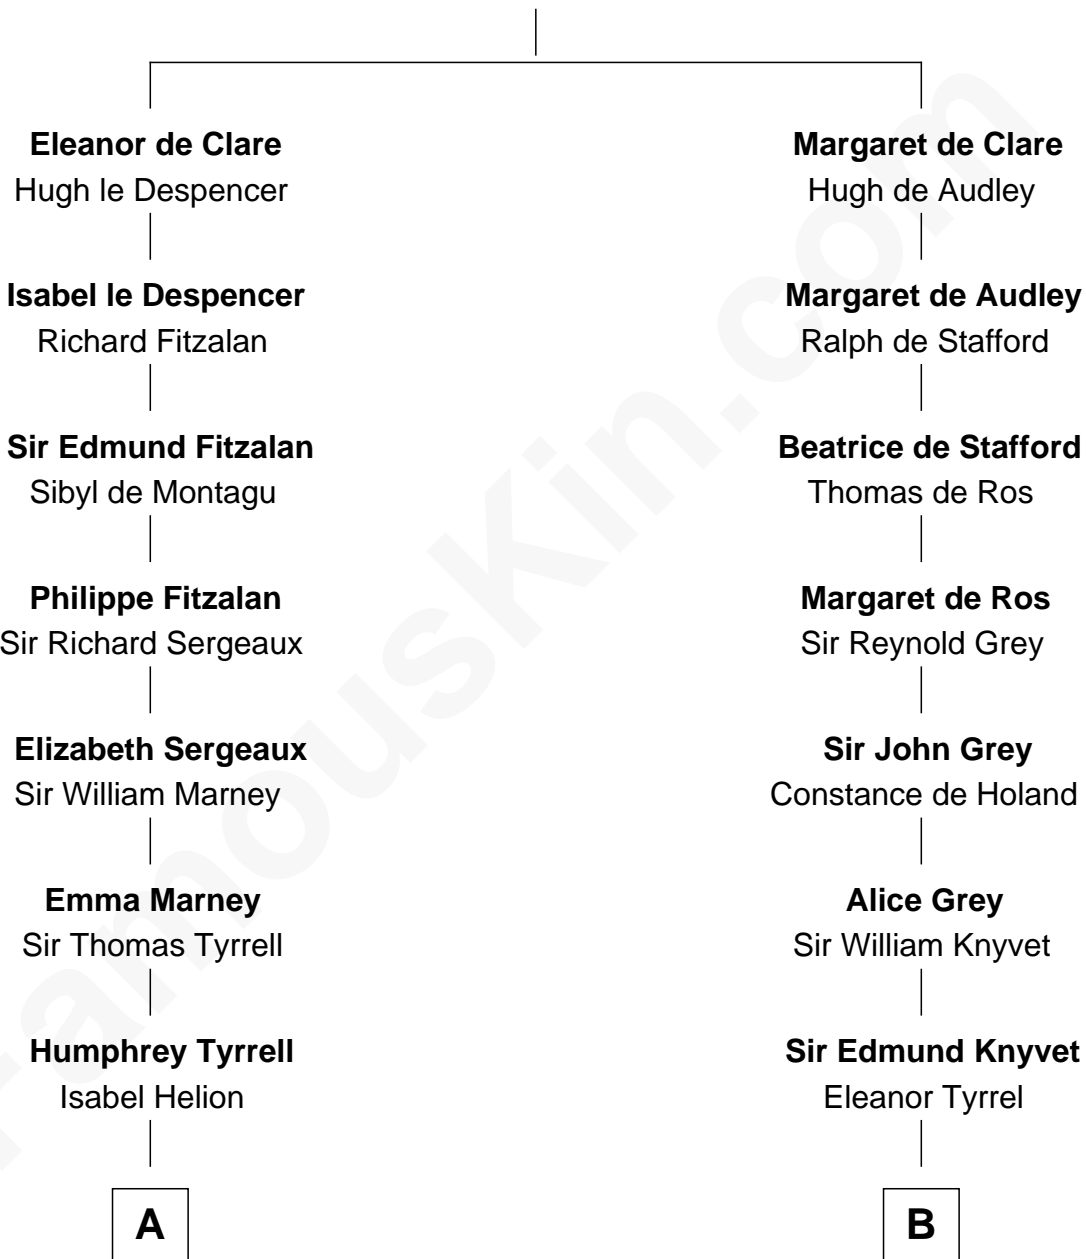 Eleanor de Clare
Hugh le Despencer
Margaret de Clare
Hugh de Audley
Isabel le Despencer
Richard Fitzalan
Margaret de Audley
Ralph de Stafford
Sir Edmund Fitzalan
Sibyl de Montagu
Beatrice de Stafford
Thomas de Ros
Philippe Fitzalan
Sir Richard Sergeaux
Margaret de Ros
Sir Reynold Grey
Elizabeth Sergeaux
Sir William Marney
Sir John Grey
Constance de Holand
Emma Marney
Sir Thomas Tyrrell
Alice Grey
Sir William Knyvet
Humphrey Tyrrell
Isabel Helion
Sir Edmund Knyvet
Eleanor Tyrrel
A
B
FamousKin.com